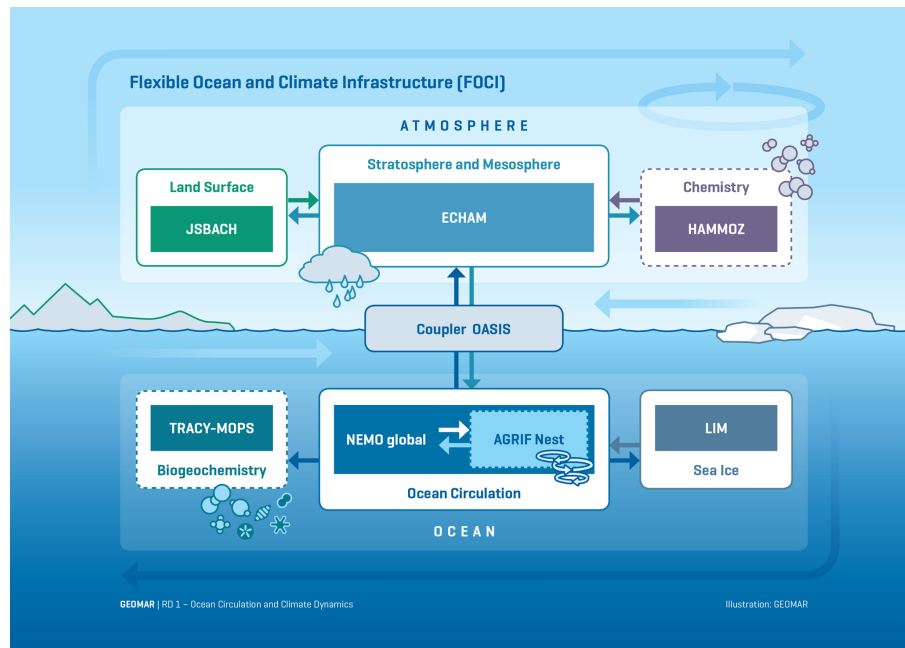 Flexible Ocean and Climate Infrastructure (FOCI)
ATMOSPHERE
Stratosphere and Mesosphere
Land Surface
Chemistry
JSBACH
ECHAM
HAMMOZ
Coupler OASIS
TRACY-MOPS
NEMO global
AGRIF Nest
LIM
Biogeochemistry
Sea Ice
Ocean Circulation
OCEAN
GEOMAR | RD 1 – Ocean Circulation and Climate Dynamics
Illustration: GEOMAR